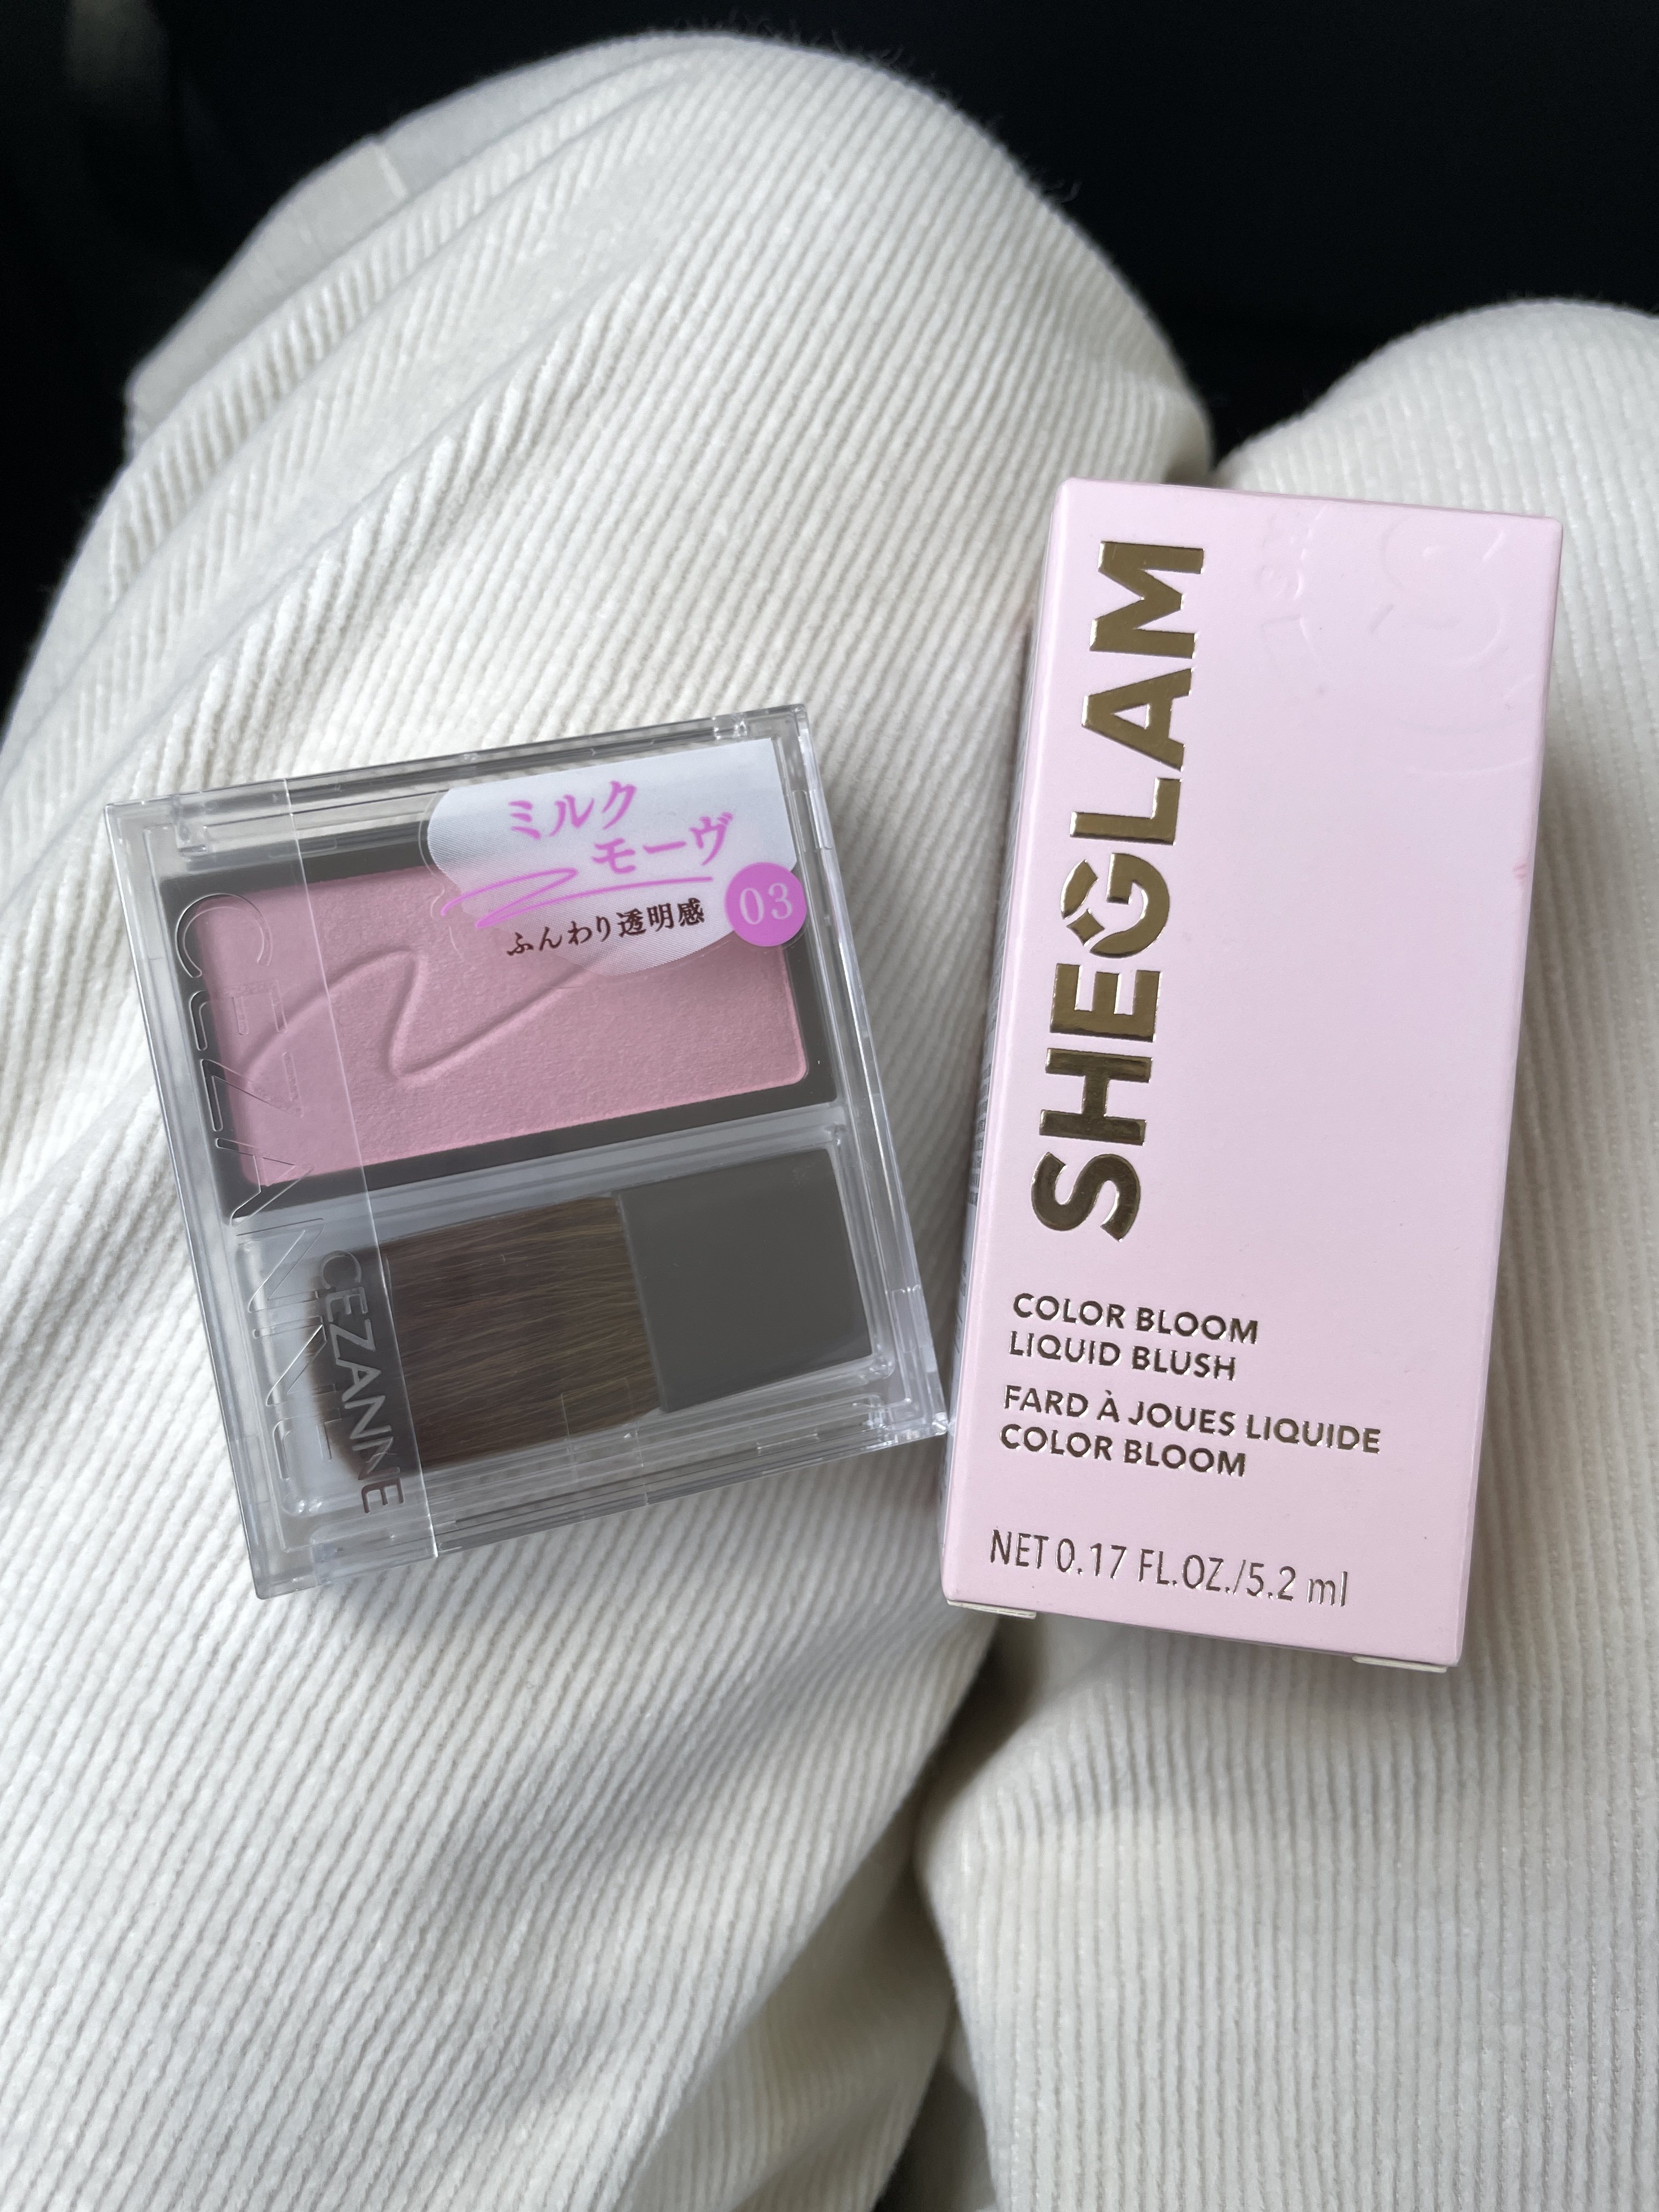 ミルク
モーヴ
ふんわり透明感
03
CEZANNE
CEZANNE
SHEGLAM
COLOR BLOOM
LIQUID BLUSH
FARD À JOUES LIQUIDE
COLOR BLOOM
NET 0.17 FL.OZ./5.2 ml